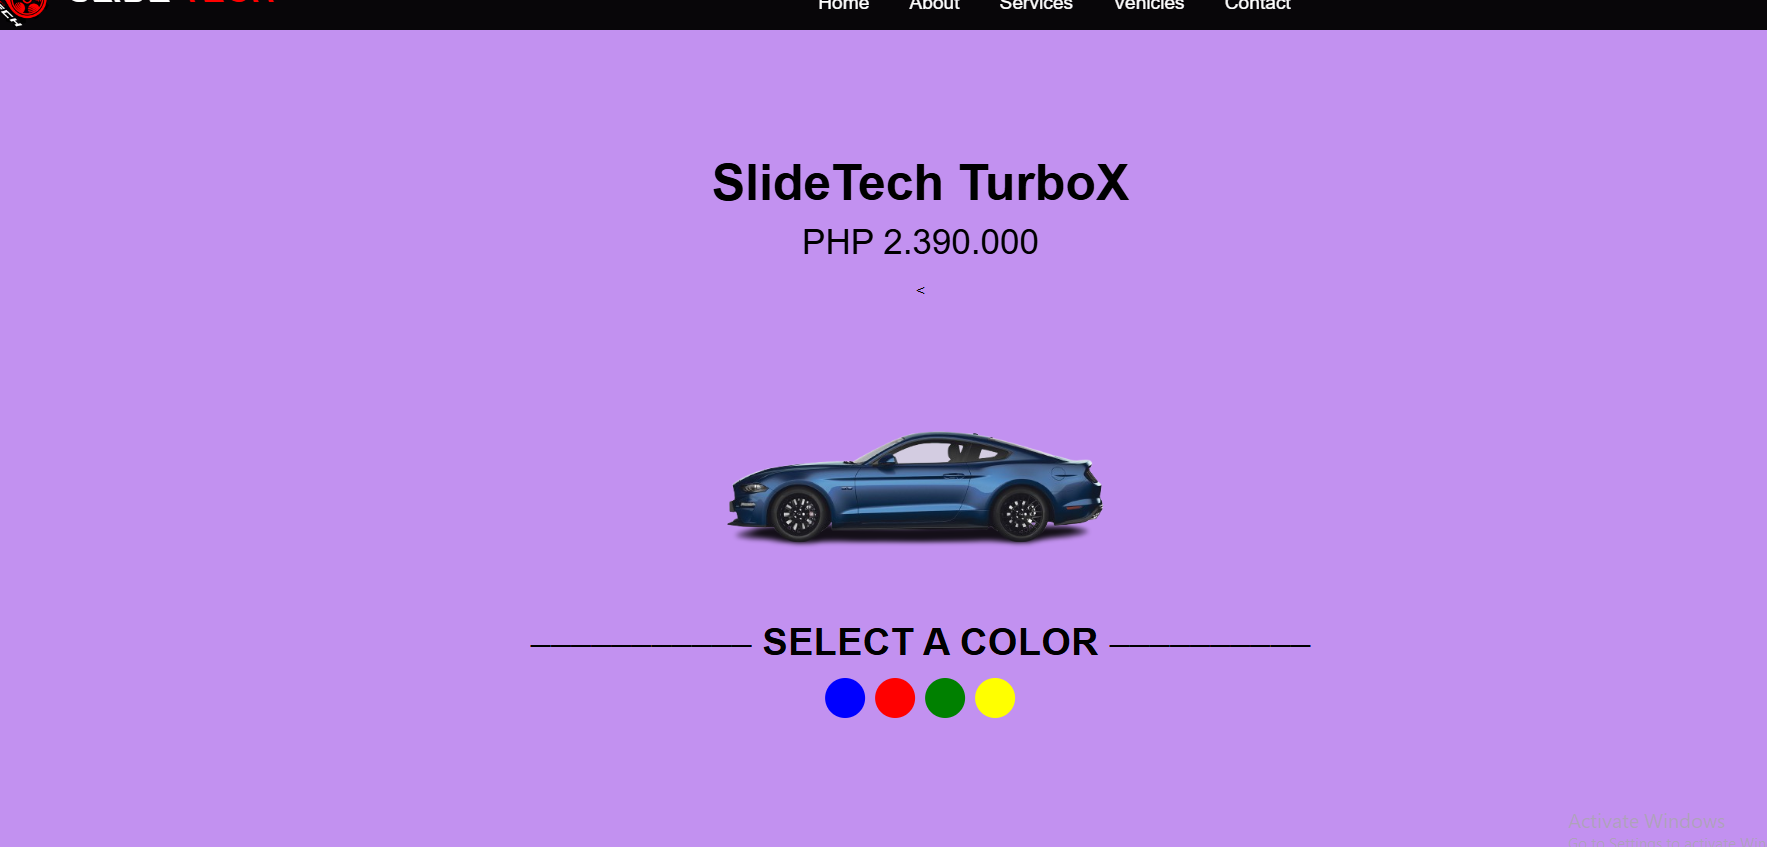 SLIDE TECH
Home About Services Vehicles Contact
SlideTech TurboX
PHP 2.390.000
<
SELECT A COLOR
Activate Windows